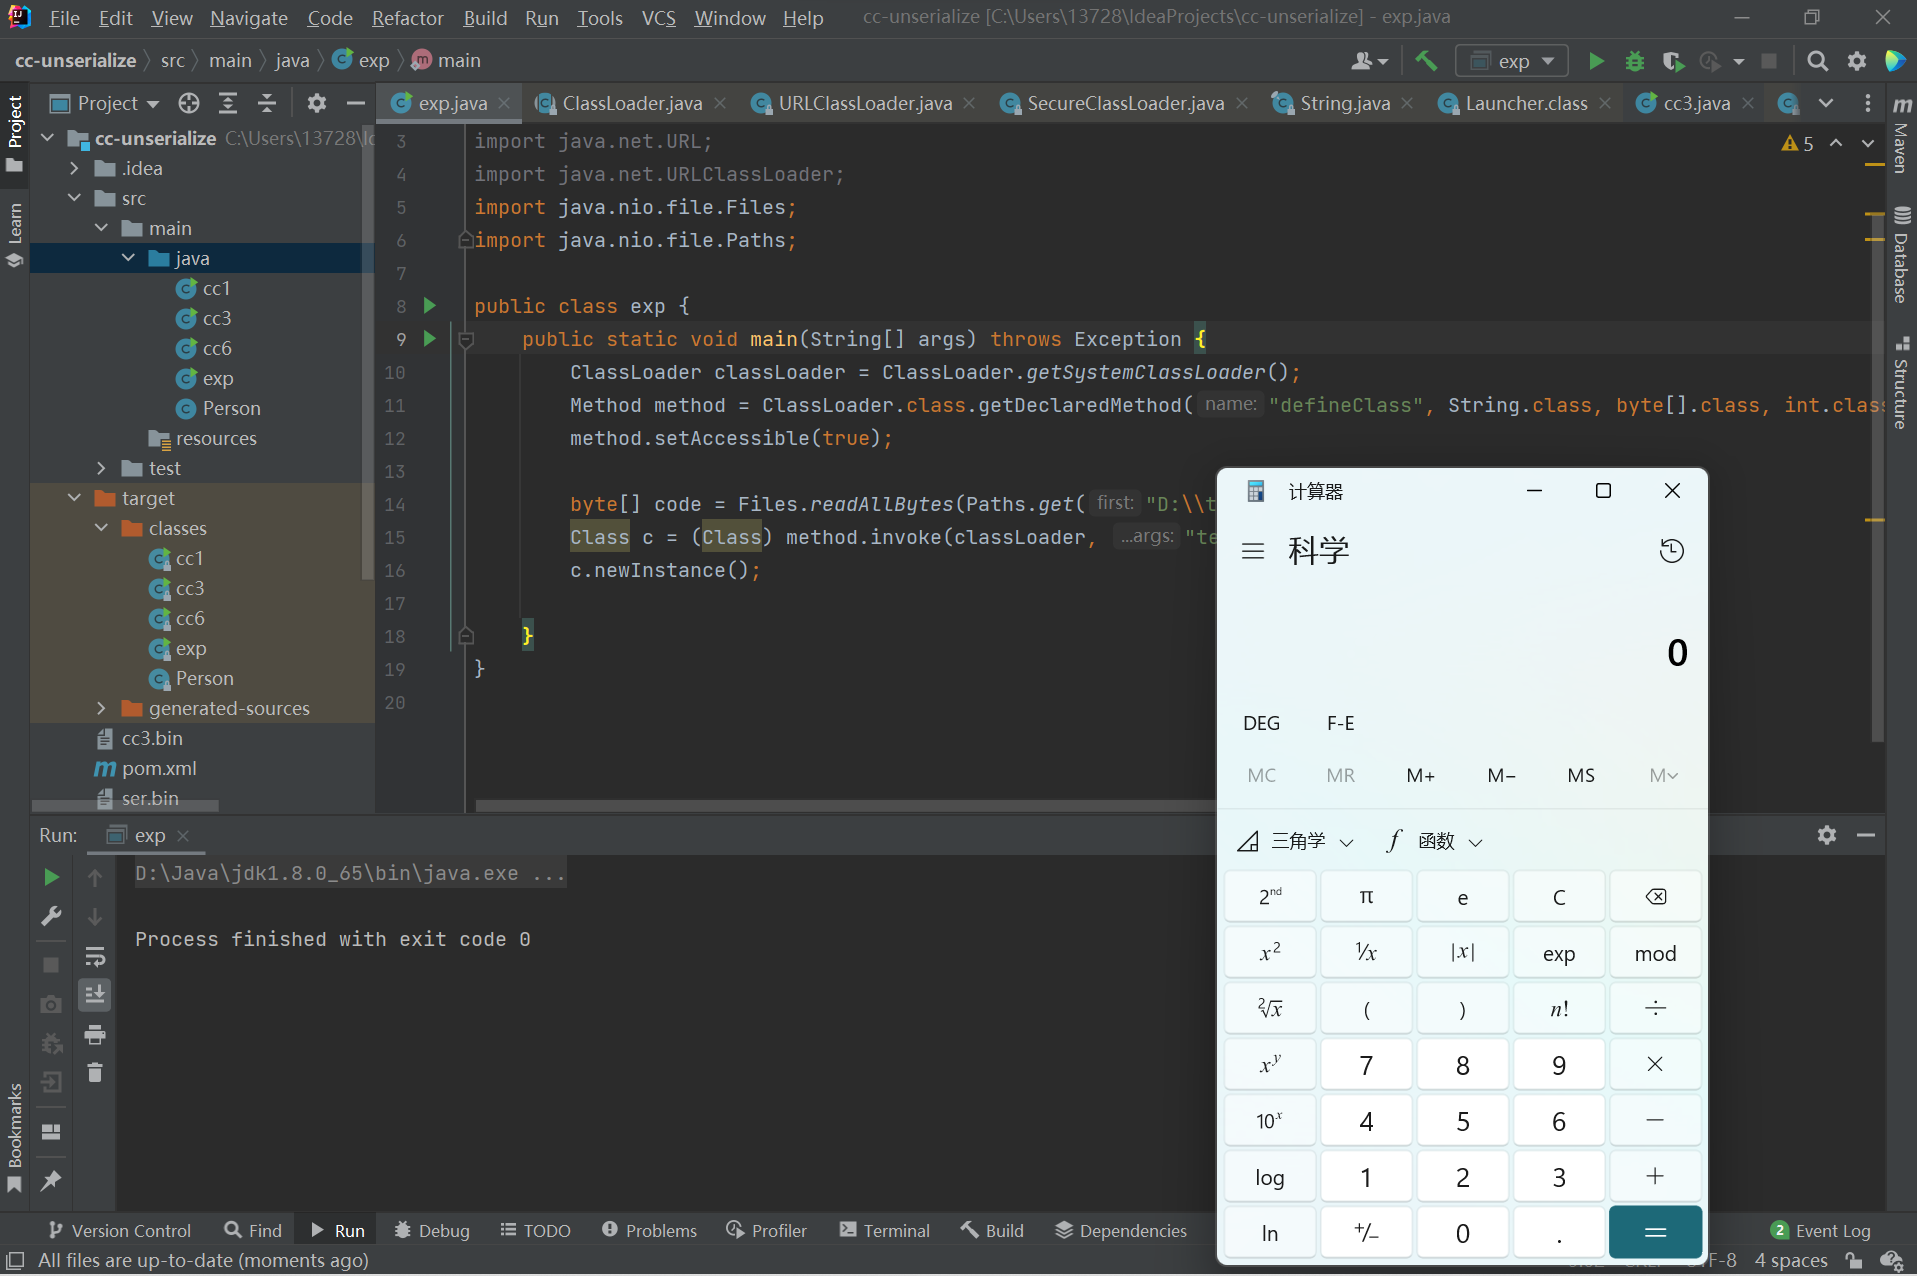 File Edit View Navigate Code Refactor Build Run Tools VCS Window Help cc-unserialize [C:\Users\13728\IdeaProjects\cc-unserialize] - exp.java
cc-unserialize src main java exp main
exp
Project
exp.java ClassLoader.java URLClassLoader.java SecureClassLoader.java String.java Launcher.class cc3.java
Project
Learn
Bookmarks
Maven
Database
Structure
cc-unserialize C:\Users\13728\
.idea
src
main
java
cc1
cc3
cc6
exp
Person
resources
test
target
classes
cc1
cc3
cc6
exp
Person
generated-sources
cc3.bin
pom.xml
ser.bin
5
3 import java.net.URL;
4 import java.net.URLClassLoader;
5 import java.nio.file.Files;
6 import java.nio.file.Paths;
7
8 public class exp {
9 public static void main(String[] args) throws Exception {
10 ClassLoader classLoader = ClassLoader.getSystemClassLoader();
11 Method method = ClassLoader.class.getDeclaredMethod( name: "defineClass", String.class, byte[].class, int.clas
12 method.setAccessible(true);
13
14 byte[] code = Files.readAllBytes(Paths.get( first: "D:\\t
15 Class c = (Class) method.invoke(classLoader, ...args: "te
16 c.newInstance();
17
18 }
19 }
20
Run: exp
D:\Java\jdk1.8.0_65\bin\java.exe ...
Process finished with exit code 0
计算器
科学
0
DEG F-E
MC MR M+ M− MS M
三角学 f 函数
2nd π e C
x² ¹/x |x| exp mod
²√x ( ) n! ÷
xʸ 7 8 9 ×
10ˣ 4 5 6 −
log 1 2 3 +
ln +/− 0 . =
Version Control Find Run Debug TODO Problems Profiler Terminal Build Dependencies 2 Event Log
All files are up-to-date (moments ago) F-8 4 spaces